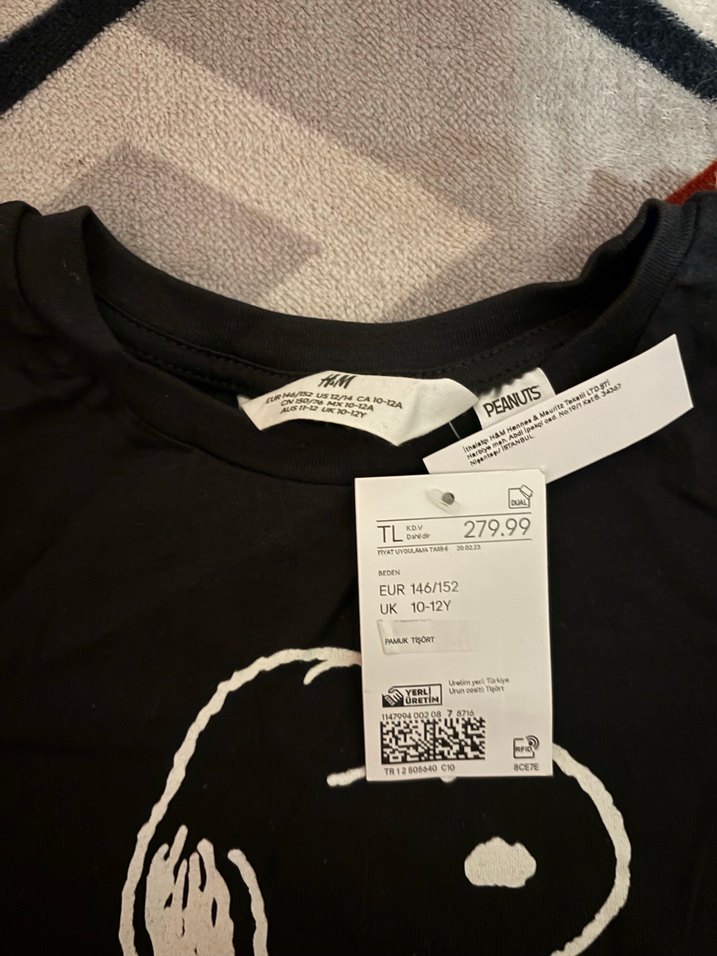 H&M
EUR 146/152 US 12/14 CA 10-12A
CN 150/76 MX 10-12A
AUS 11-12 UK 10-12Y
PEANUTS
İthalatçı H&M Hennes & Mauritz Tekstil LTD.ŞTİ
Harbiye mah. Abdi İpekçi cad. No:19/1 Kat:5. 34367
Nişantaşı/ İSTANBUL.
DUAL
TL K.D.V. Dahildir 279.99
FİYAT UYGULAMA TARİHİ 20.02.23
BEDEN
EUR 146/152
UK 10-12Y
PAMUK TİŞÖRT
Üretim yeri: Türkiye
Ürün cesiti: Tişört
YERLİ
ÜRETİM
1147994 002 08 7 8716
RFID
TR 1 2 505640 C10
8CE7E